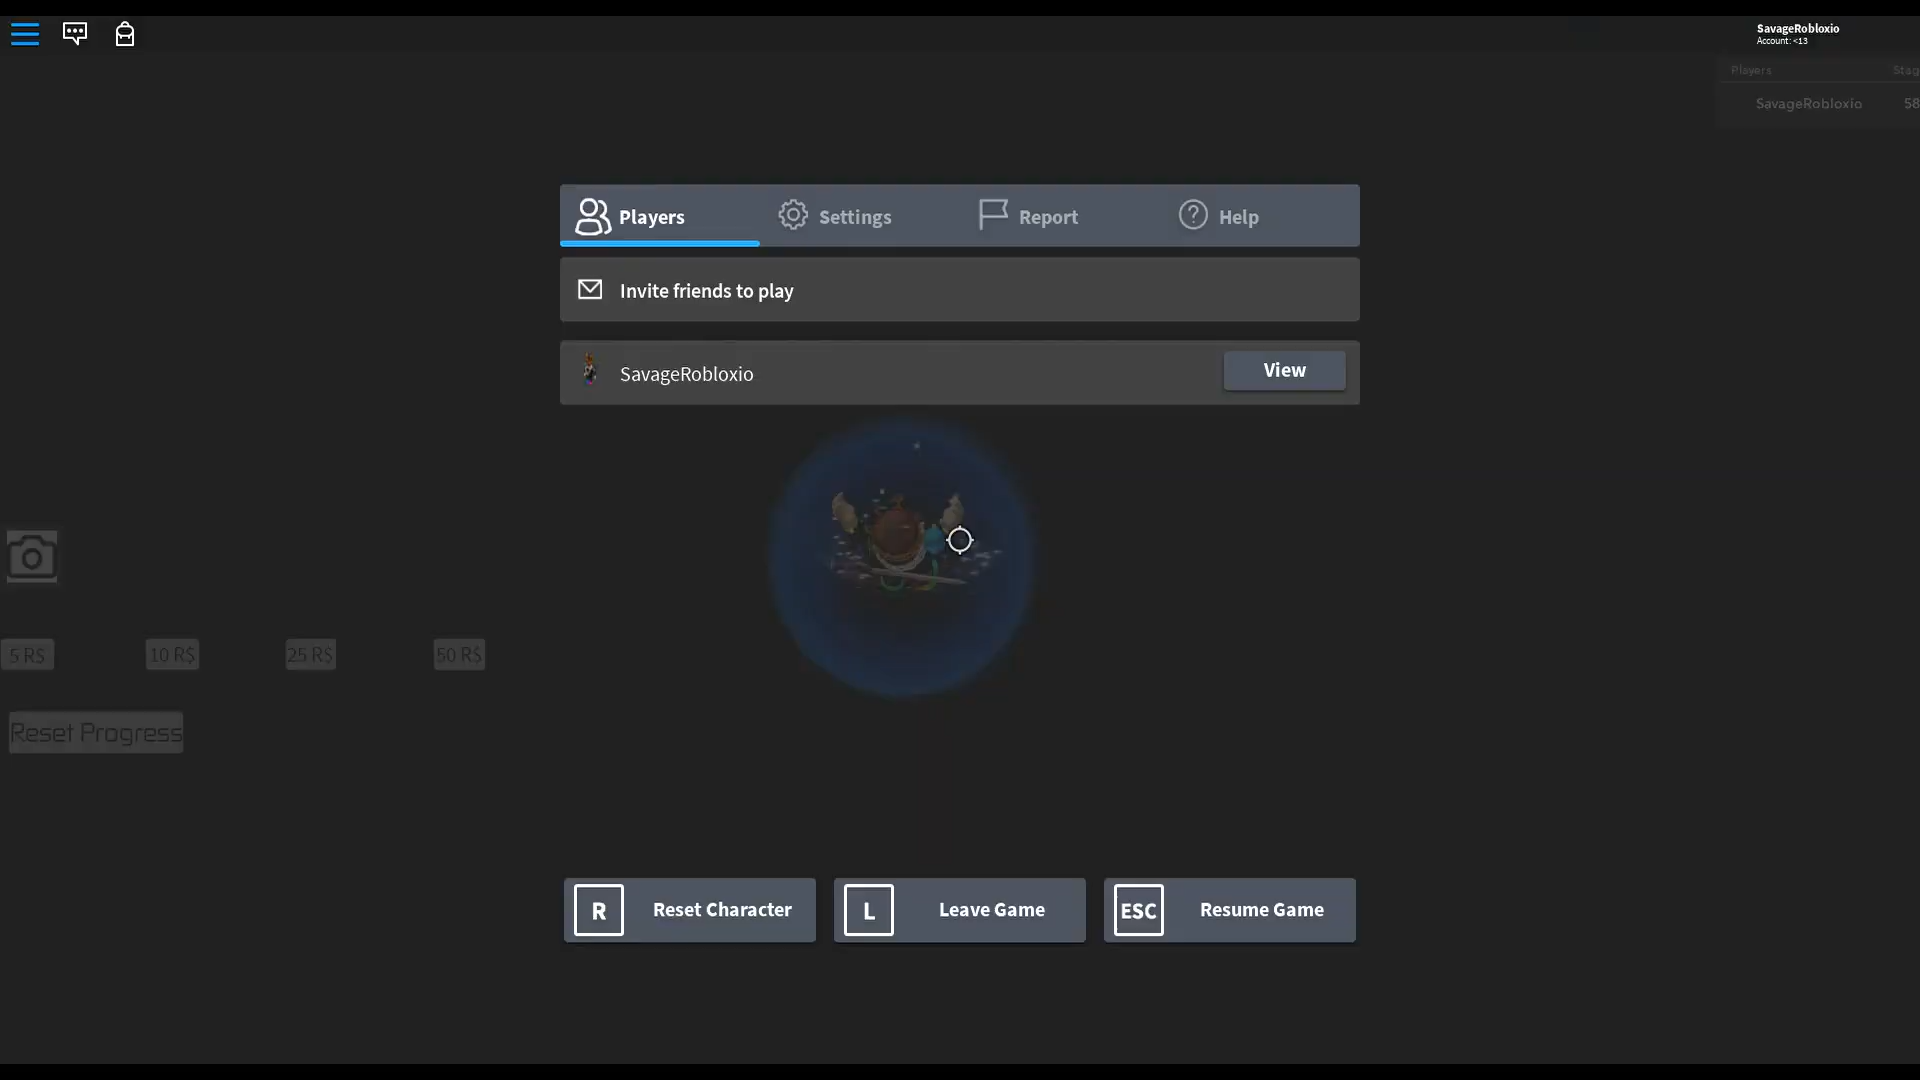 SavageRobloxio
Account: <13
Players Stag
SavageRobloxio 58
Players Settings Report Help
Invite friends to play
SavageRobloxio View
5 R$ 10 R$ 25 R$ 50 R$
Reset Progress
R Reset Character L Leave Game ESC Resume Game